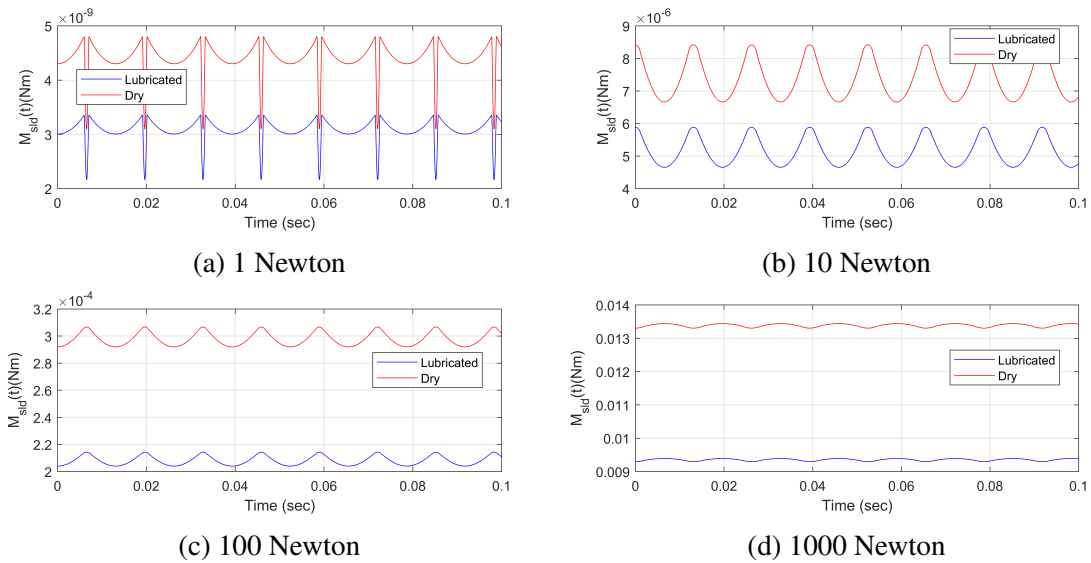 ×10⁻⁹
5
4
3
2
M_sld(t)(Nm)
Lubricated
Dry
0 0.02 0.04 0.06 0.08 0.1
Time (sec)
(a) 1 Newton
×10⁻⁶
9
8
7
6
5
4
M_sld(t)(Nm)
Lubricated
Dry
0 0.02 0.04 0.06 0.08 0.1
Time (sec)
(b) 10 Newton
×10⁻⁴
3.2
3
2.8
2.6
2.4
2.2
2
M_sld(t)(Nm)
Lubricated
Dry
0 0.02 0.04 0.06 0.08 0.1
Time (sec)
(c) 100 Newton
0.014
0.013
0.012
0.011
0.01
0.009
M_sld(t)(Nm)
Lubricated
Dry
0 0.02 0.04 0.06 0.08 0.1
Time (sec)
(d) 1000 Newton